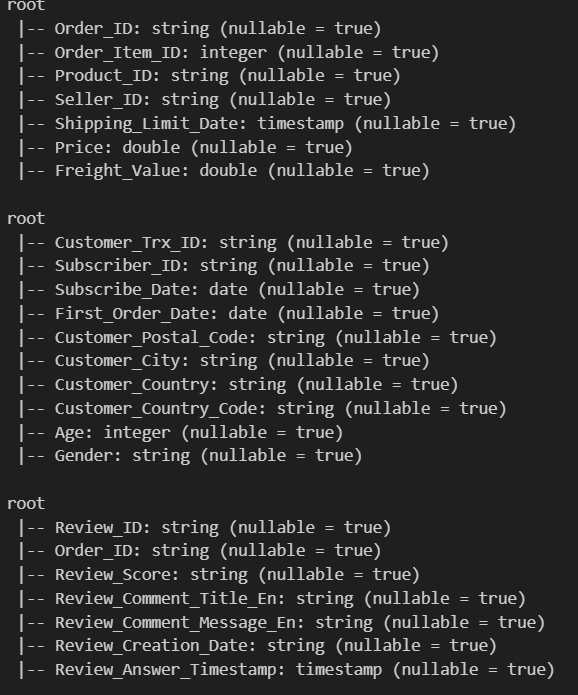 root
 |-- Order_ID: string (nullable = true)
 |-- Order_Item_ID: integer (nullable = true)
 |-- Product_ID: string (nullable = true)
 |-- Seller_ID: string (nullable = true)
 |-- Shipping_Limit_Date: timestamp (nullable = true)
 |-- Price: double (nullable = true)
 |-- Freight_Value: double (nullable = true)

root
 |-- Customer_Trx_ID: string (nullable = true)
 |-- Subscriber_ID: string (nullable = true)
 |-- Subscribe_Date: date (nullable = true)
 |-- First_Order_Date: date (nullable = true)
 |-- Customer_Postal_Code: string (nullable = true)
 |-- Customer_City: string (nullable = true)
 |-- Customer_Country: string (nullable = true)
 |-- Customer_Country_Code: string (nullable = true)
 |-- Age: integer (nullable = true)
 |-- Gender: string (nullable = true)

root
 |-- Review_ID: string (nullable = true)
 |-- Order_ID: string (nullable = true)
 |-- Review_Score: string (nullable = true)
 |-- Review_Comment_Title_En: string (nullable = true)
 |-- Review_Comment_Message_En: string (nullable = true)
 |-- Review_Creation_Date: string (nullable = true)
 |-- Review_Answer_Timestamp: timestamp (nullable = true)